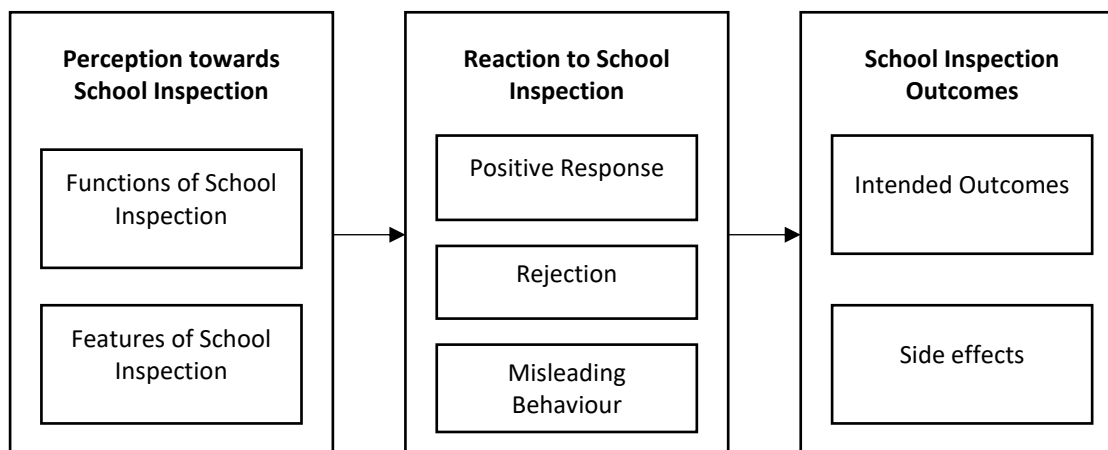 Perception towards
School Inspection
Functions of School
Inspection
Features of School
Inspection
Reaction to School
Inspection
Positive Response
Rejection
Misleading
Behaviour
School Inspection
Outcomes
Intended Outcomes
Side effects